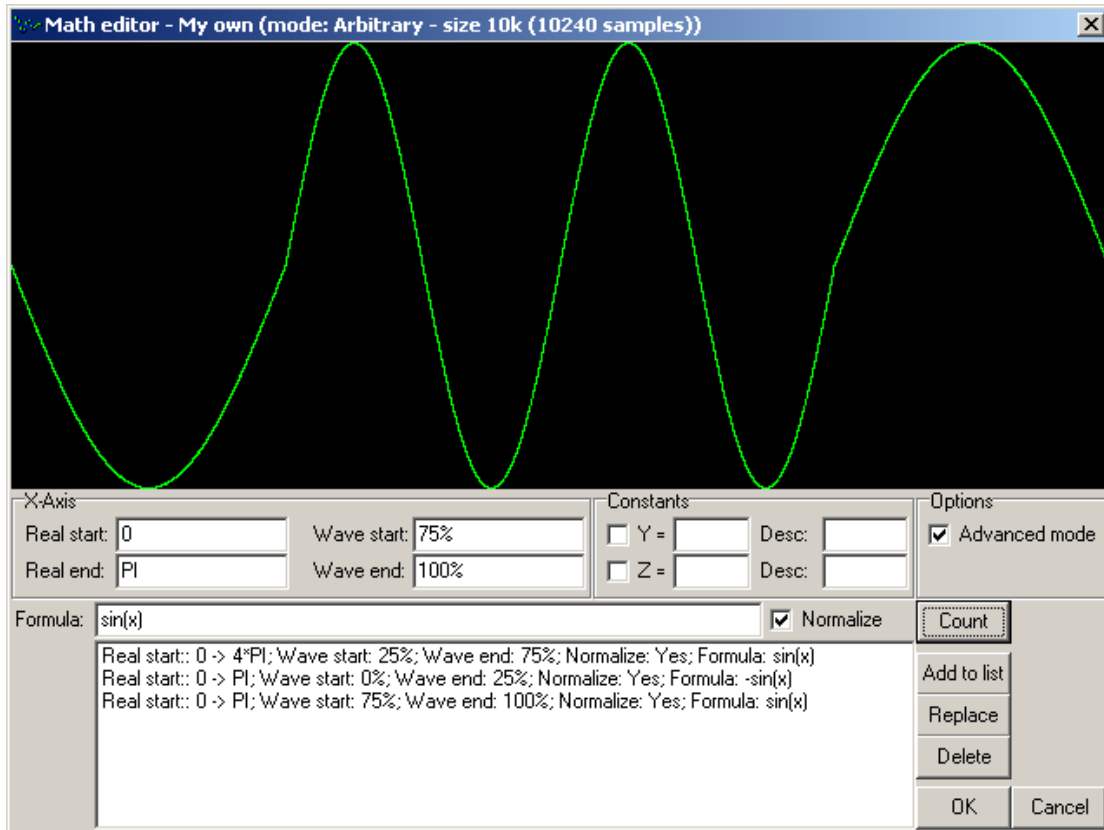 Math editor - My own (mode: Arbitrary - size 10k (10240 samples))
X-Axis
Real start: 0 Wave start: 75%
Real end: PI Wave end: 100%
Constants
Y = Desc:
Z = Desc:
Options
Advanced mode
Formula: sin(x) Normalize Count
Real start:: 0 -> 4*PI; Wave start: 25%; Wave end: 75%; Normalize: Yes; Formula: sin(x)
Real start:: 0 -> PI; Wave start: 0%; Wave end: 25%; Normalize: Yes; Formula: -sin(x)
Real start:: 0 -> PI; Wave start: 75%; Wave end: 100%; Normalize: Yes; Formula: sin(x)
Add to list
Replace
Delete
OK Cancel